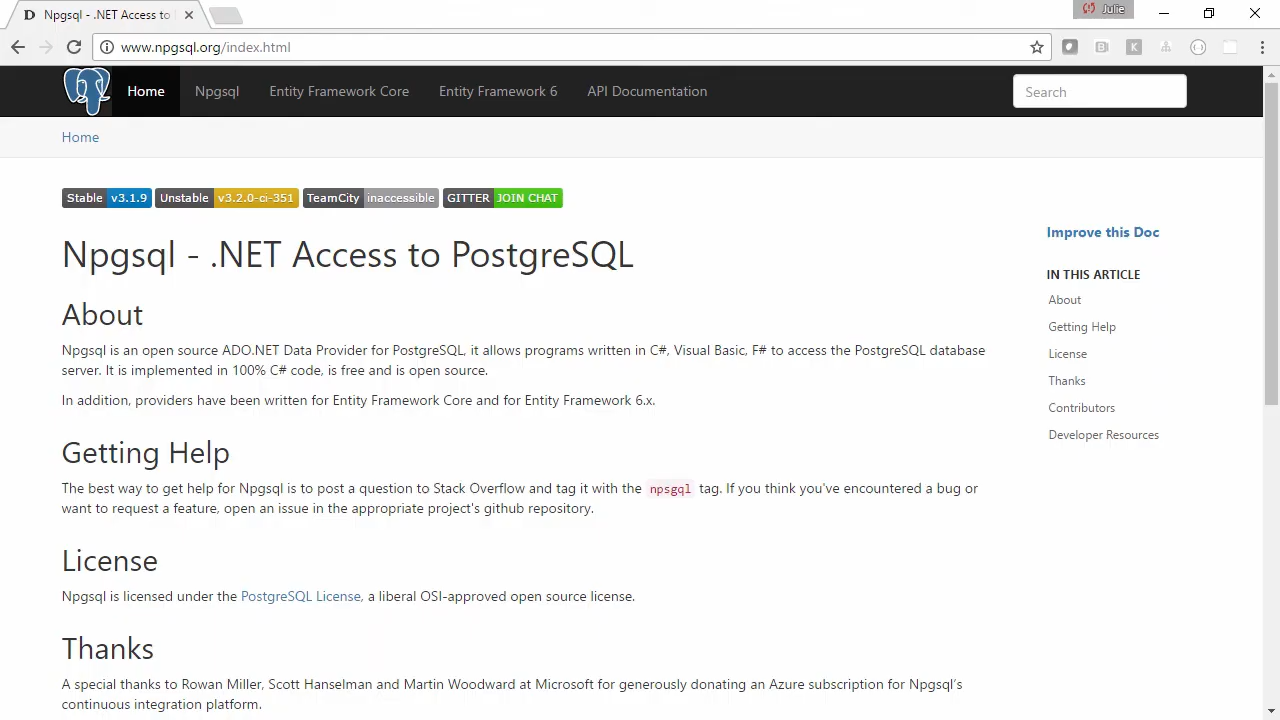 Npgsql - .NET Access to
Julie
www.npgsql.org/index.html
Home
Npgsql
Entity Framework Core
Entity Framework 6
API Documentation
Search
Home
Stable v3.1.9
Unstable v3.2.0-ci-351
TeamCity inaccessible
GITTER JOIN CHAT
Npgsql - .NET Access to PostgreSQL
About
Npgsql is an open source ADO.NET Data Provider for PostgreSQL, it allows programs written in C#, Visual Basic, F# to access the PostgreSQL database
server. It is implemented in 100% C# code, is free and is open source.
In addition, providers have been written for Entity Framework Core and for Entity Framework 6.x.
Getting Help
The best way to get help for Npgsql is to post a question to Stack Overflow and tag it with the npsgql tag. If you think you've encountered a bug or
want to request a feature, open an issue in the appropriate project's github repository.
License
Npgsql is licensed under the PostgreSQL License, a liberal OSI-approved open source license.
Thanks
A special thanks to Rowan Miller, Scott Hanselman and Martin Woodward at Microsoft for generously donating an Azure subscription for Npgsql’s
continuous integration platform.
Improve this Doc
IN THIS ARTICLE
About
Getting Help
License
Thanks
Contributors
Developer Resources